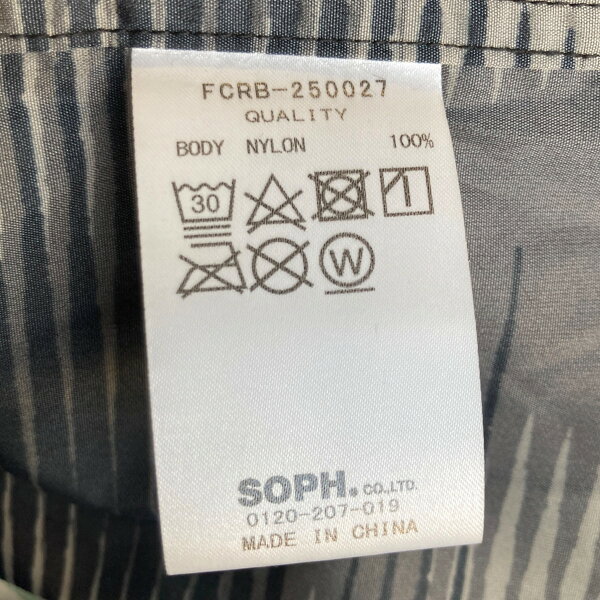 FCRB-250027
QUALITY
BODY NYLON 100%
30
W
SOPH. CO.,LTD.
0120-207-019
MADE IN CHINA